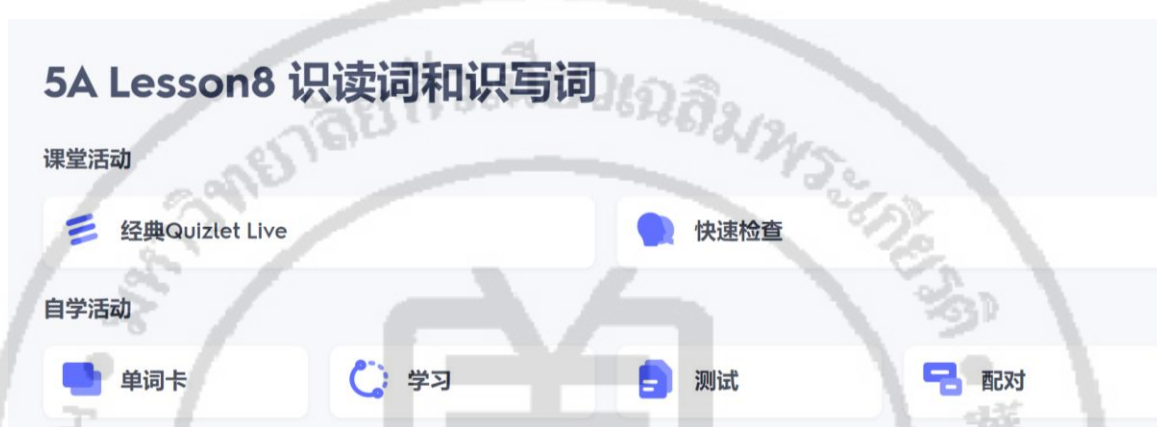 5A Lesson8 识读词和识写词
课堂活动
经典Quizlet Live
快速检查
自学活动
单词卡
学习
测试
配对